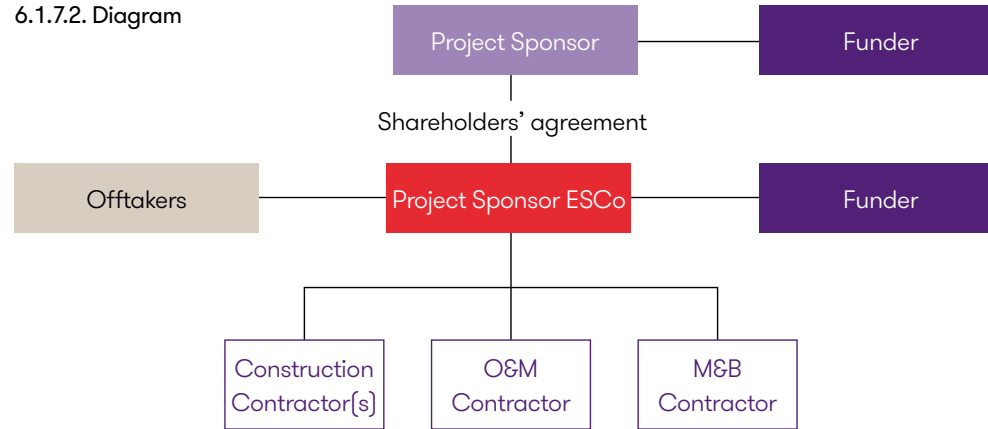 6.1.7.2. Diagram
Project Sponsor
Funder
Shareholders’ agreement
Offtakers
Project Sponsor ESCo
Funder
Construction
Contractor(s)
O&M
Contractor
M&B
Contractor